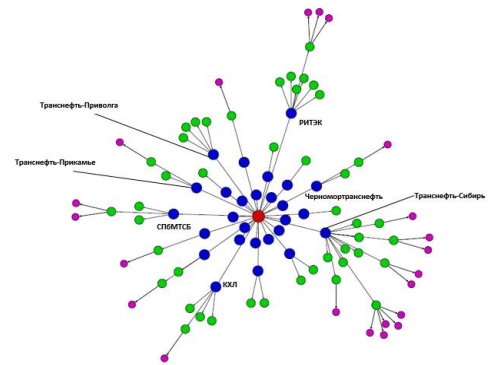 Транснефть-Приволга
РИТЭК
Транснефть-Прикамье
Черномортранснефть
Транснефть-Сибирь
СПбМТСБ
КХЛ